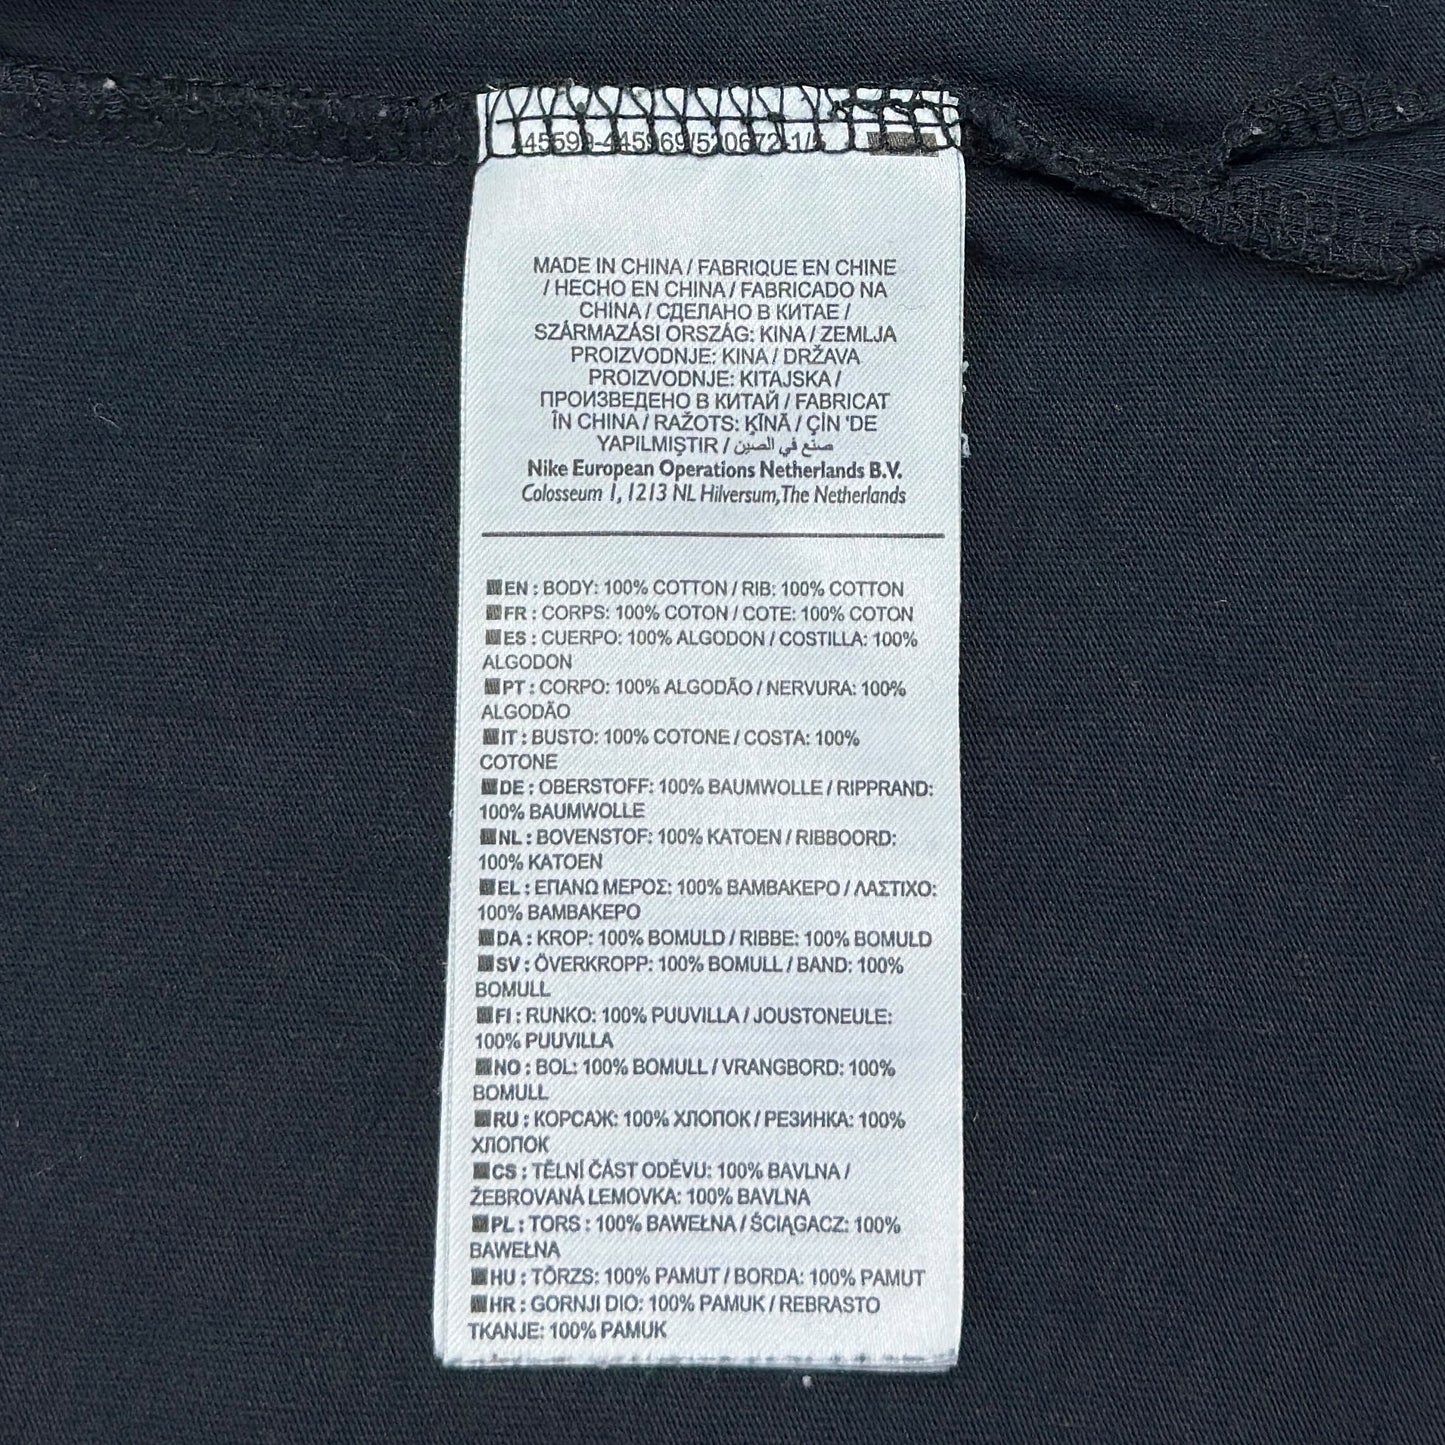 MADE IN CHINA / FABRIQUE EN CHINE
/ HECHO EN CHINA / FABRICADO NA
CHINA / СДЕЛАНО В КИТАЕ /
SZÁRMAZÁSI ORSZÁG: KINA / ZEMLJA
PROIZVODNJE: KINA / DRŽAVA
PROIZVODNJE: KITAJSKA /
ПРОИЗВЕДЕНО В КИТАЙ / FABRICAT
ÎN CHINA / RAŽOTS: ĶĪNĀ / ÇİN 'DE
YAPILMIŞTIR / صنع في الصين
Nike European Operations Netherlands B.V.
Colosseum 1, 1213 NL Hilversum, The Netherlands
EN : BODY: 100% COTTON / RIB: 100% COTTON
FR : CORPS: 100% COTON / COTE: 100% COTON
ES : CUERPO: 100% ALGODON / COSTILLA: 100%
ALGODON
PT : CORPO: 100% ALGODÃO / NERVURA: 100%
ALGODÃO
IT : BUSTO: 100% COTONE / COSTA: 100%
COTONE
DE : OBERSTOFF: 100% BAUMWOLLE / RIPPRAND:
100% BAUMWOLLE
NL : BOVENSTOF: 100% KATOEN / RIBBOORD:
100% KATOEN
EL : ΕΠΑΝΩ ΜΕΡΟΣ: 100% ΒΑΜΒΑΚΕΡΟ / ΛΑΣΤΙΧΟ:
100% ΒΑΜΒΑΚΕΡΟ
DA : KROP: 100% BOMULD / RIBBE: 100% BOMULD
SV : ÖVERKROPP: 100% BOMULL / BAND: 100%
BOMULL
FI : RUNKO: 100% PUUVILLA / JOUSTONEULE:
100% PUUVILLA
NO : BOL: 100% BOMULL / VRANGBORD: 100%
BOMULL
RU : КОРСАЖ: 100% ХЛОПОК / РЕЗИНКА: 100%
ХЛОПОК
CS : TĚLNÍ ČÁST ODĚVU: 100% BAVLNA /
ŽEBROVANÁ LEMOVKA: 100% BAVLNA
PL : TORS : 100% BAWEŁNA / ŚCIĄGACZ: 100%
BAWEŁNA
HU : TÖRZS: 100% PAMUT / BORDA: 100% PAMUT
HR : GORNJI DIO: 100% PAMUK / REBRASTO
TKANJE: 100% PAMUK